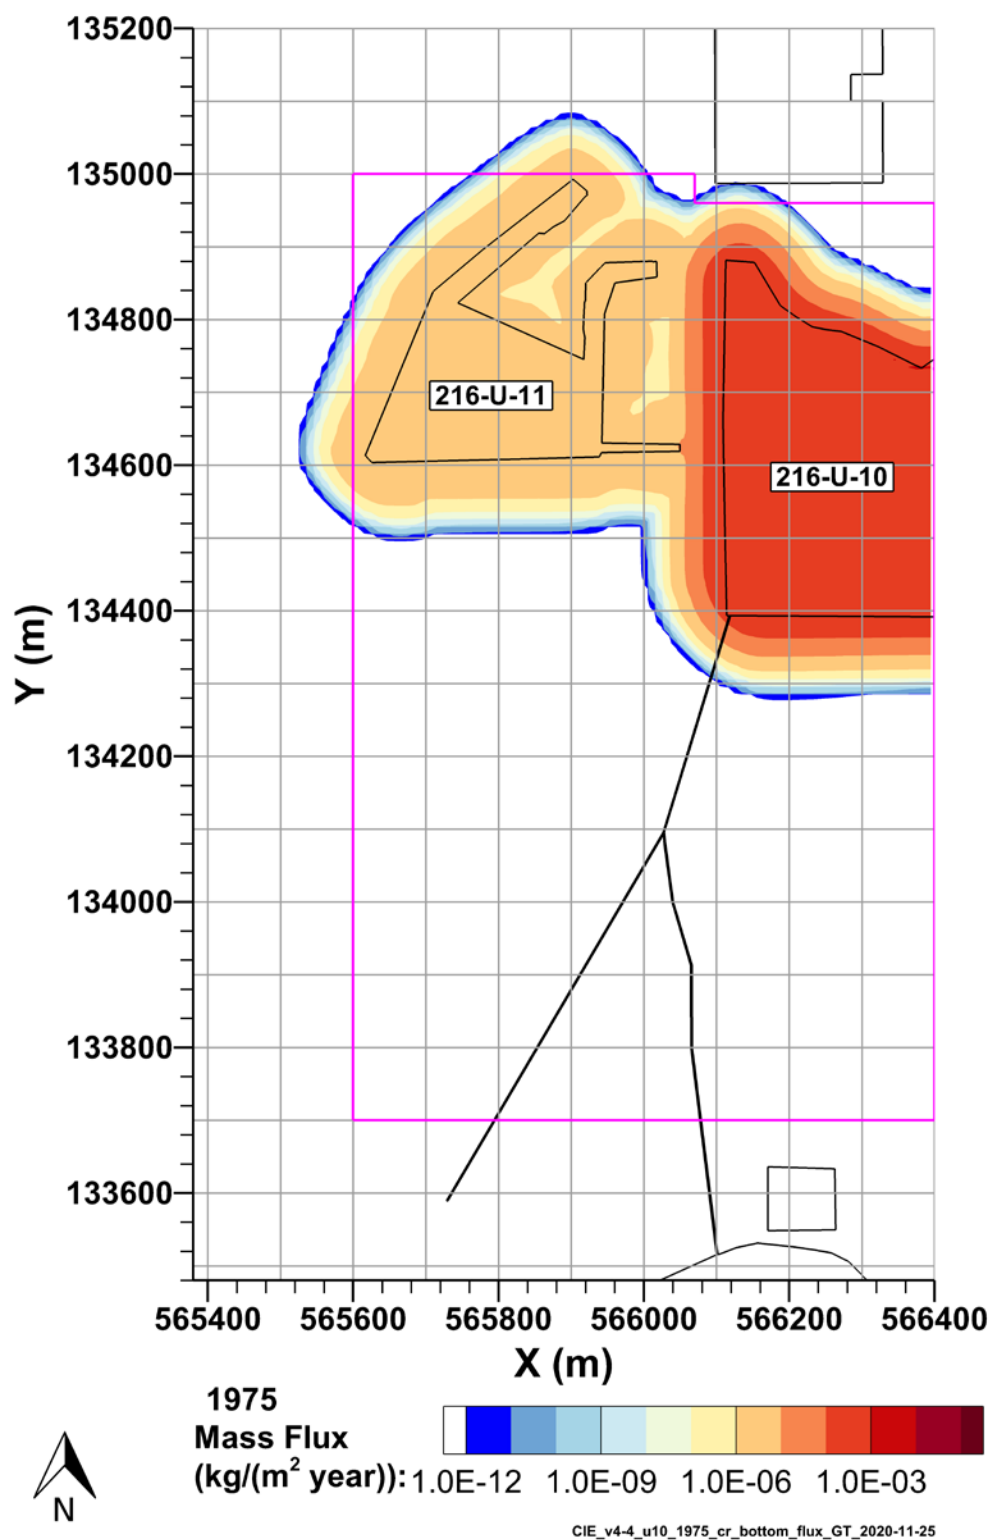 135200
135000
134800
134600
134400
134200
134000
133800
133600
Y (m)
216-U-11
216-U-10
565400 565600 565800 566000 566200 566400
X (m)
1975
Mass Flux
(kg/(m² year)):
1.0E-12 1.0E-09 1.0E-06 1.0E-03
N
CIE_v4-4_u10_1975_cr_bottom_flux_GT_2020-11-25